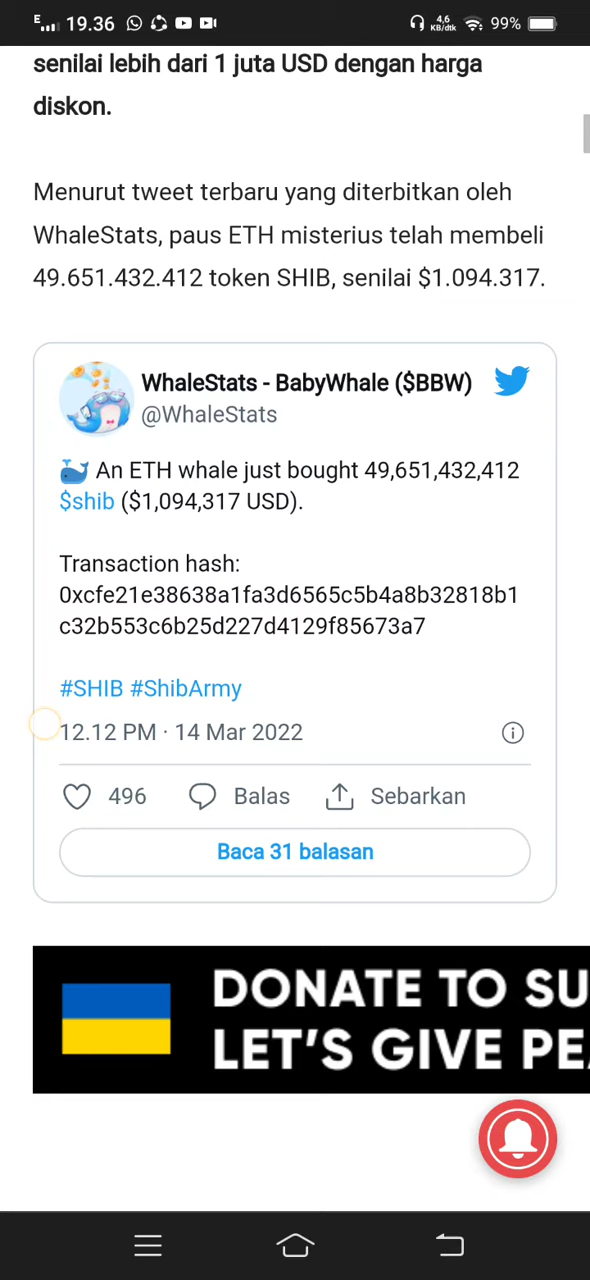 E 19.36 4,6 KB/dtk 99%
senilai lebih dari 1 juta USD dengan harga
diskon.
Menurut tweet terbaru yang diterbitkan oleh
WhaleStats, paus ETH misterius telah membeli
49.651.432.412 token SHIB, senilai $1.094.317.
WhaleStats - BabyWhale ($BBW)
@WhaleStats
An ETH whale just bought 49,651,432,412
$shib ($1,094,317 USD).
Transaction hash:
0xcfe21e38638a1fa3d6565c5b4a8b32818b1
c32b553c6b25d227d4129f85673a7
#SHIB #ShibArmy
12.12 PM · 14 Mar 2022
496 Balas Sebarkan
Baca 31 balasan
DONATE TO SU
LET'S GIVE PE